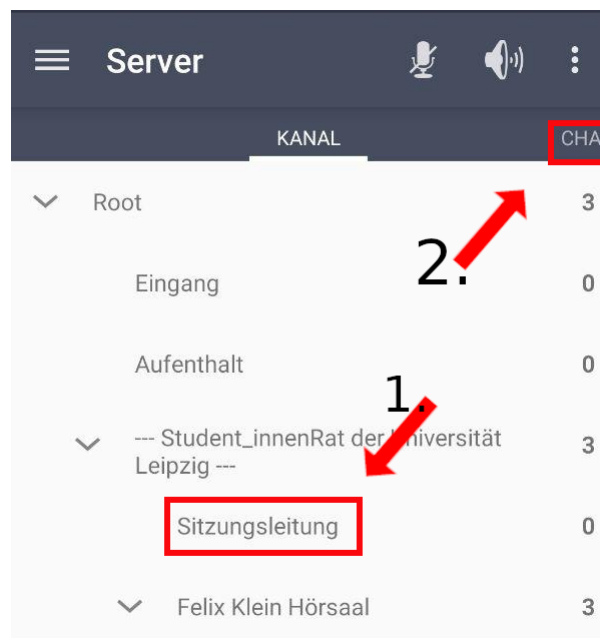 Server
KANAL
CHA
Root 3
2.
Eingang 0
Aufenthalt 0
1.
--- Student_innenRat der Universität 3
Leipzig ---
Sitzungsleitung 0
Felix Klein Hörsaal 3